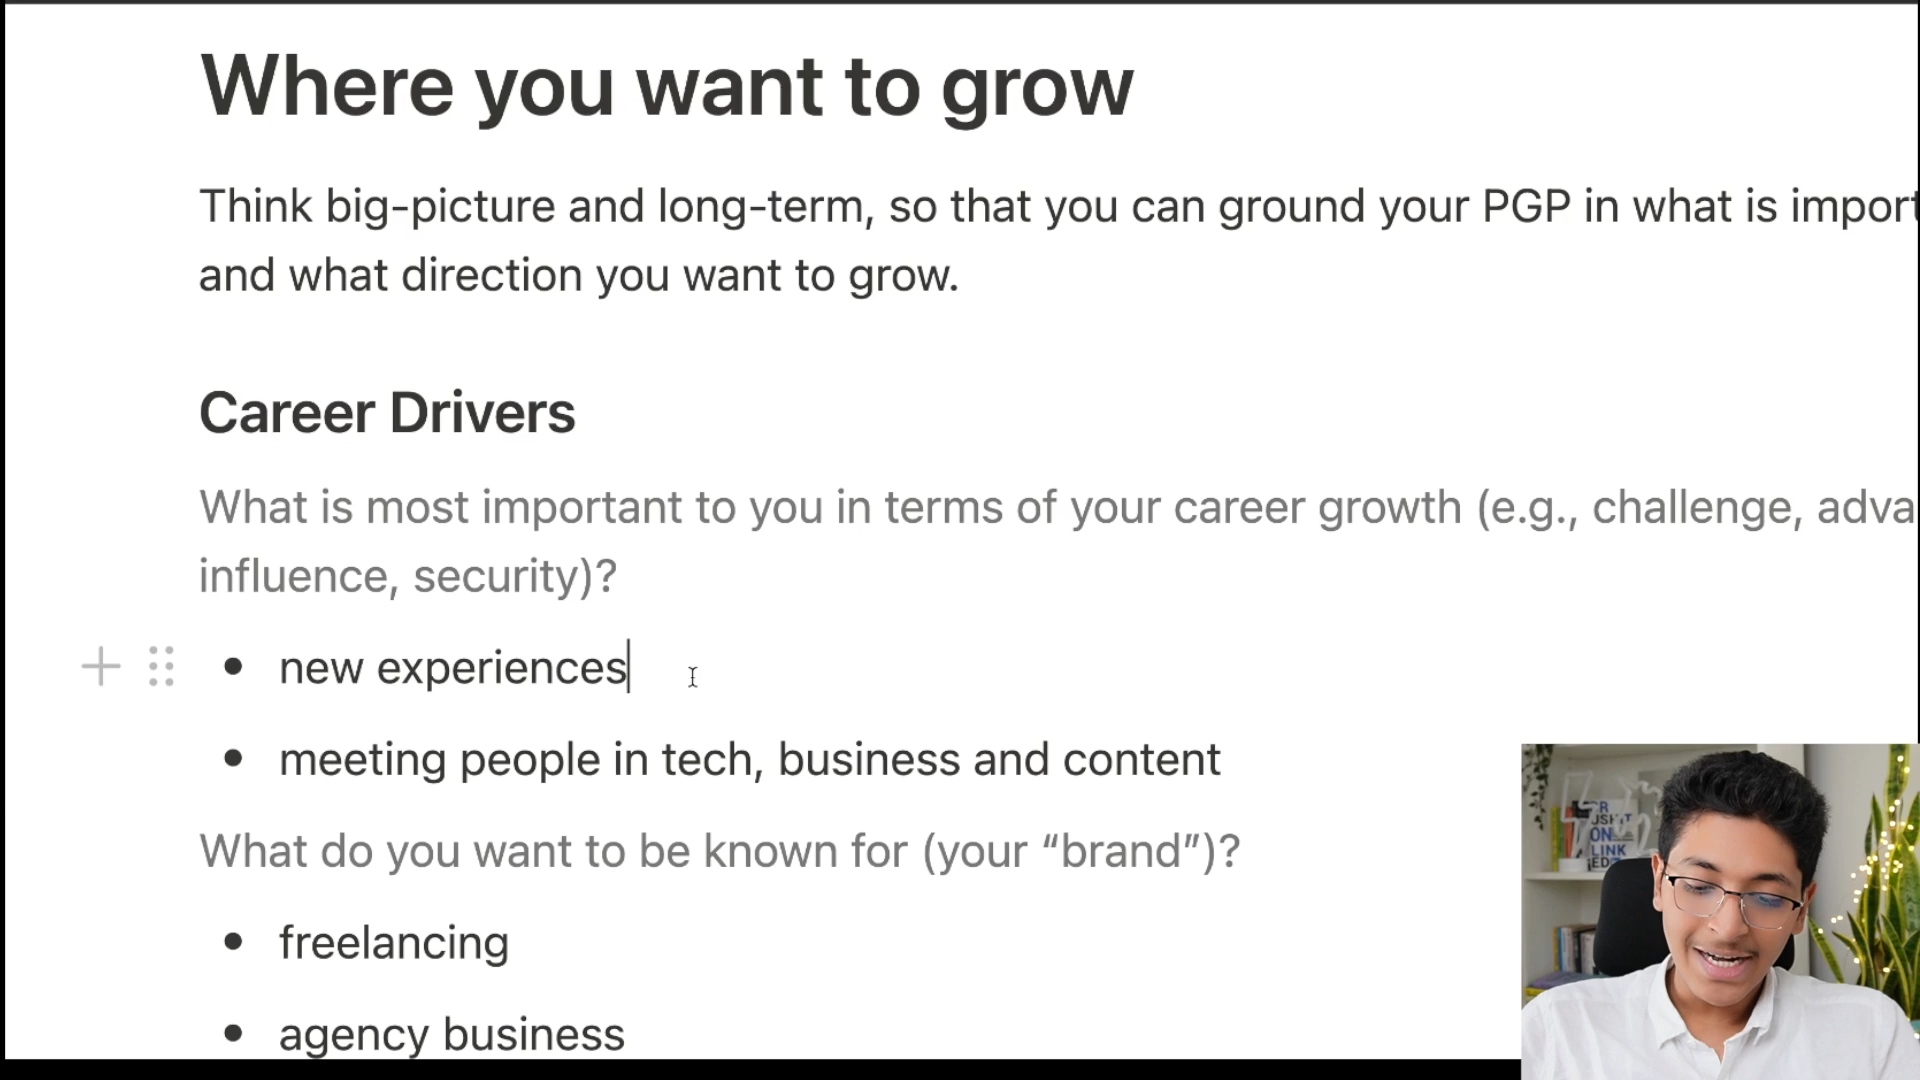 Where you want to grow
Think big-picture and long-term, so that you can ground your PGP in what is import
and what direction you want to grow.
Career Drivers
What is most important to you in terms of your career growth (e.g., challenge, adva
influence, security)?
• new experiences
• meeting people in tech, business and content
What do you want to be known for (your “brand”)?
• freelancing
• agency business
ON
LINK
ED